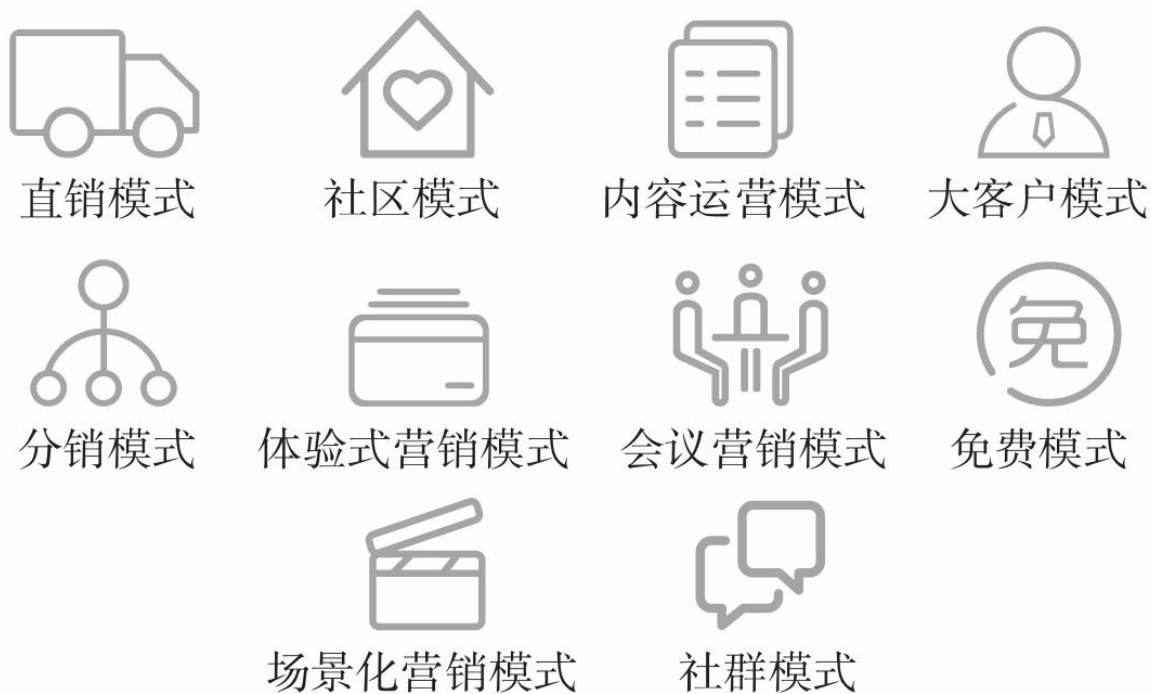 直销模式
社区模式
内容运营模式
大客户模式
免
分销模式
体验式营销模式
会议营销模式
免费模式
场景化营销模式
社群模式